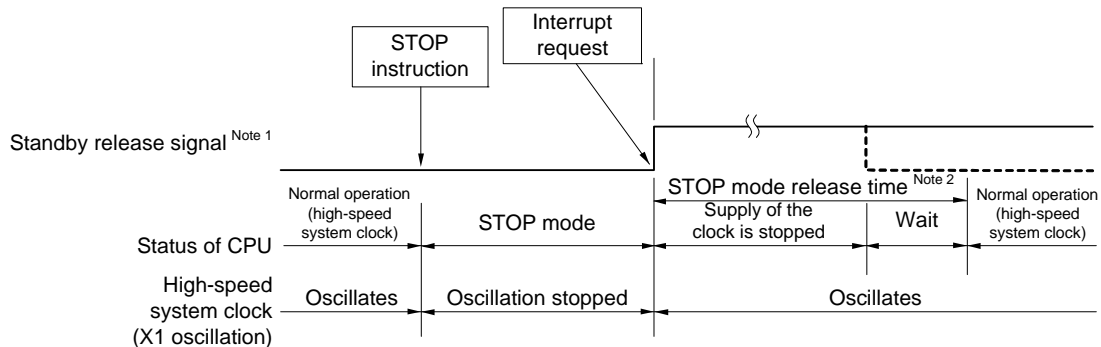 Interrupt
request
STOP
instruction
Standby release signal Note 1
STOP mode release time Note 2
Normal operation
(high-speed
system clock)
STOP mode
Supply of the
clock is stopped
Wait
Normal operation
(high-speed
system clock)
Status of CPU
High-speed
system clock
(X1 oscillation)
Oscillates
Oscillation stopped
Oscillates